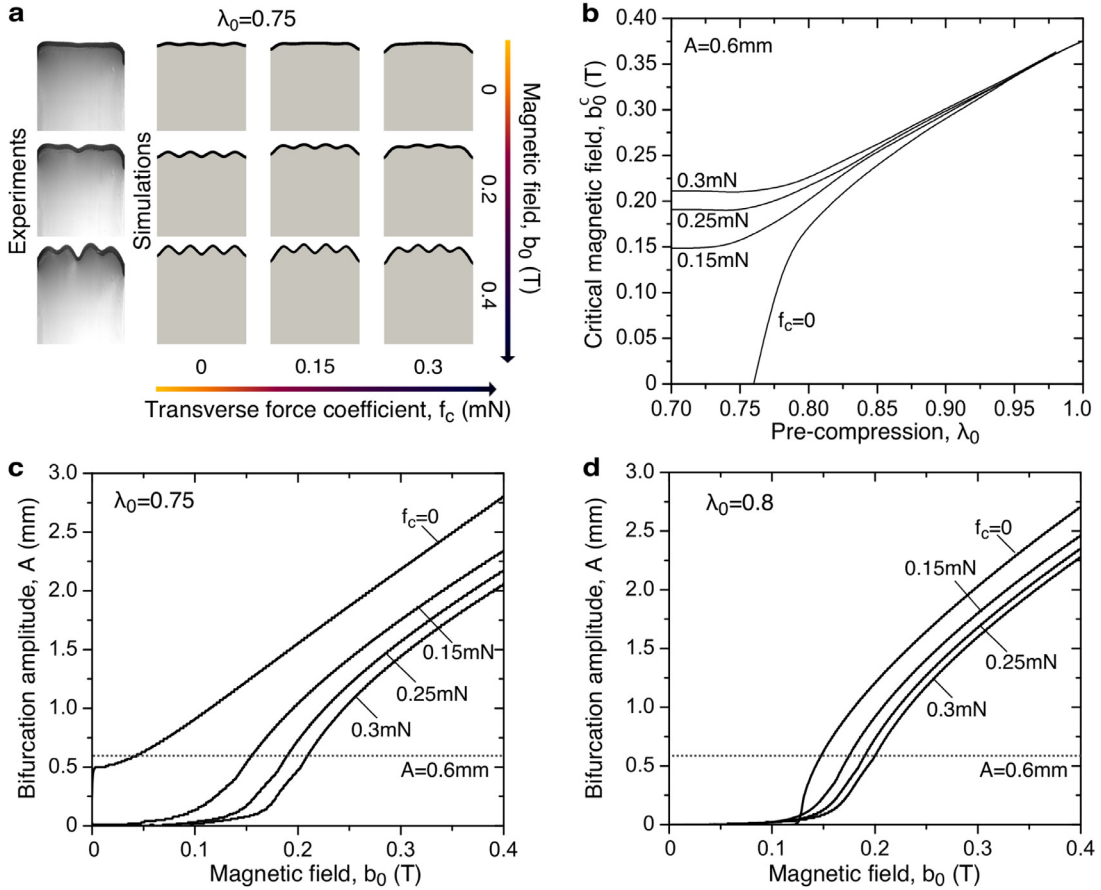 a
λ0=0.75
Experiments
Simulations
0
0.2
0.4
Magnetic field, b0 (T)
0 0.15 0.3
Transverse force coefficient, fc (mN)
b
A=0.6mm
Critical magnetic field, b0c (T)
0.40
0.35
0.30
0.25
0.20
0.15
0.10
0.05
0
0.3mN
0.25mN
0.15mN
fc=0
0.70 0.75 0.80 0.85 0.90 0.95 1.0
Pre-compression, λ0
c
λ0=0.75
Bifurcation amplitude, A (mm)
3.0
2.5
2.0
1.5
1.0
0.5
0
fc=0
0.15mN
0.25mN
0.3mN
A=0.6mm
0 0.1 0.2 0.3 0.4
Magnetic field, b0 (T)
d
λ0=0.8
Bifurcation amplitude, A (mm)
3.0
2.5
2.0
1.5
1.0
0.5
0
fc=0
0.15mN
0.25mN
0.3mN
A=0.6mm
0 0.1 0.2 0.3 0.4
Magnetic field, b0 (T)